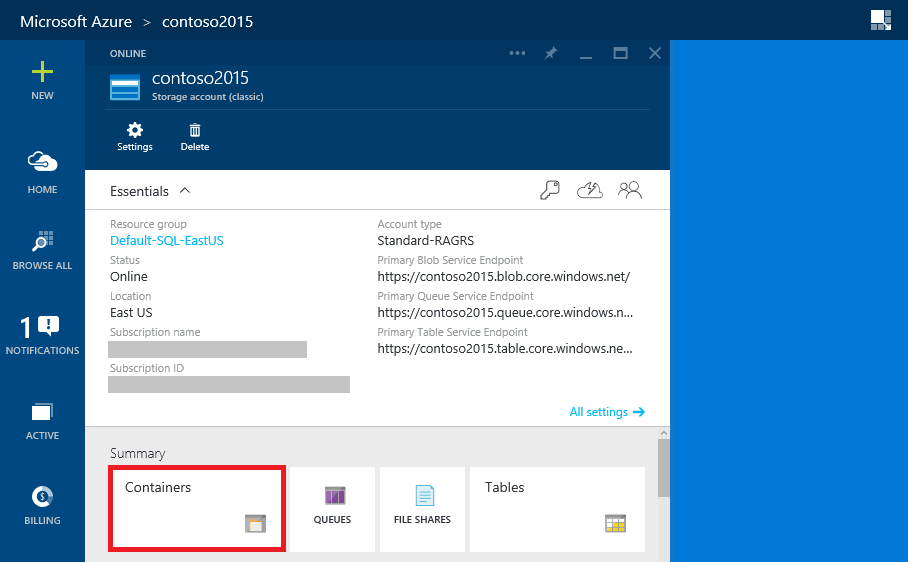 Microsoft Azure > contoso2015
NEW
HOME
BROWSE ALL
1
NOTIFICATIONS
ACTIVE
BILLING
ONLINE
contoso2015
Storage account (classic)
Settings
Delete
Essentials
Resource group
Default-SQL-EastUS
Status
Online
Location
East US
Subscription name
Subscription ID
Account type
Standard-RAGRS
Primary Blob Service Endpoint
https://contoso2015.blob.core.windows.net/
Primary Queue Service Endpoint
https://contoso2015.queue.core.windows.n...
Primary Table Service Endpoint
https://contoso2015.table.core.windows.ne...
All settings →
Summary
Containers
QUEUES
FILE SHARES
Tables